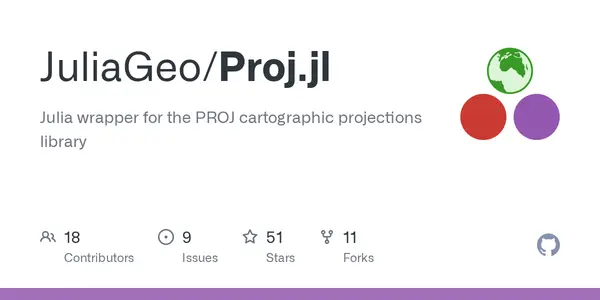 JuliaGeo/Proj.jl
Julia wrapper for the PROJ cartographic projections
library
18 9 51 11
Contributors Issues Stars Forks